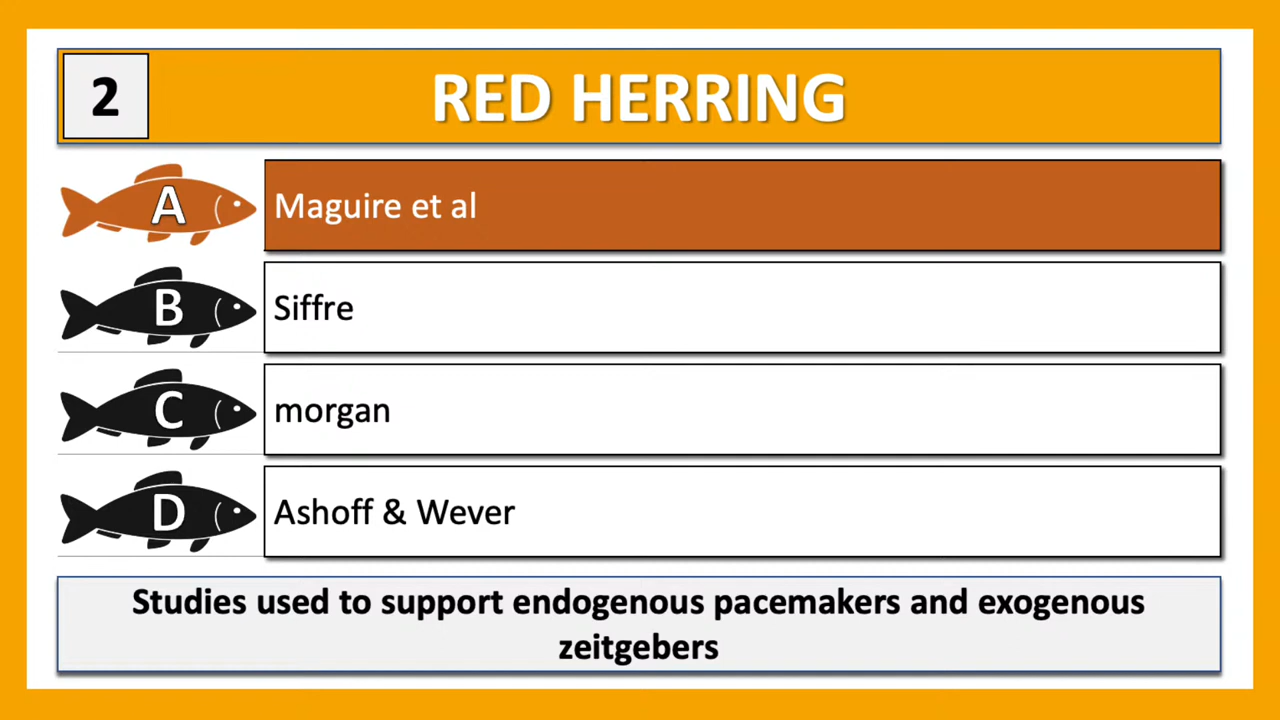 2
RED HERRING
A
Maguire et al
B
Siffre
C
morgan
D
Ashoff & Wever
Studies used to support endogenous pacemakers and exogenous
zeitgebers